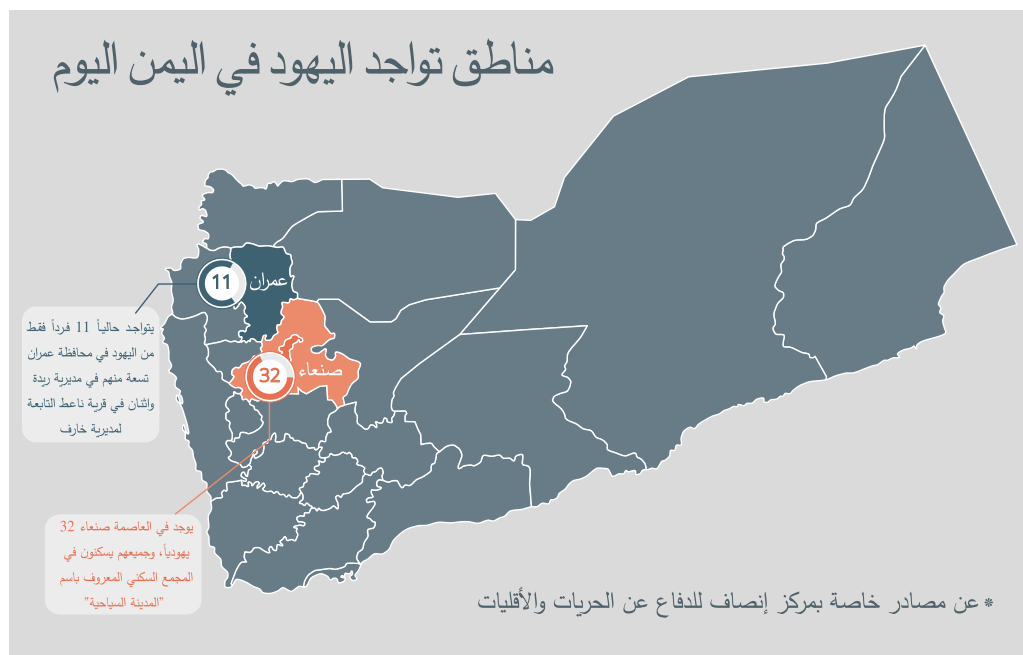 مناطق تواجد اليهود في اليمن اليوم
عمران
11
يتواجد حالياً 11 فرداً فقط
من اليهود في محافظة عمران
تسعة منهم في مديرية ريدة
واثنان في قرية ناعط التابعة
لمديرية خارف
صنعاء
32
يوجد في العاصمة صنعاء 32
يهودياً، وجميعهم يسكنون في
المجمع السكني المعروف باسم
"المدينة السياحية"
* عن مصادر خاصة بمركز إنصاف للدفاع عن الحريات والأقليات